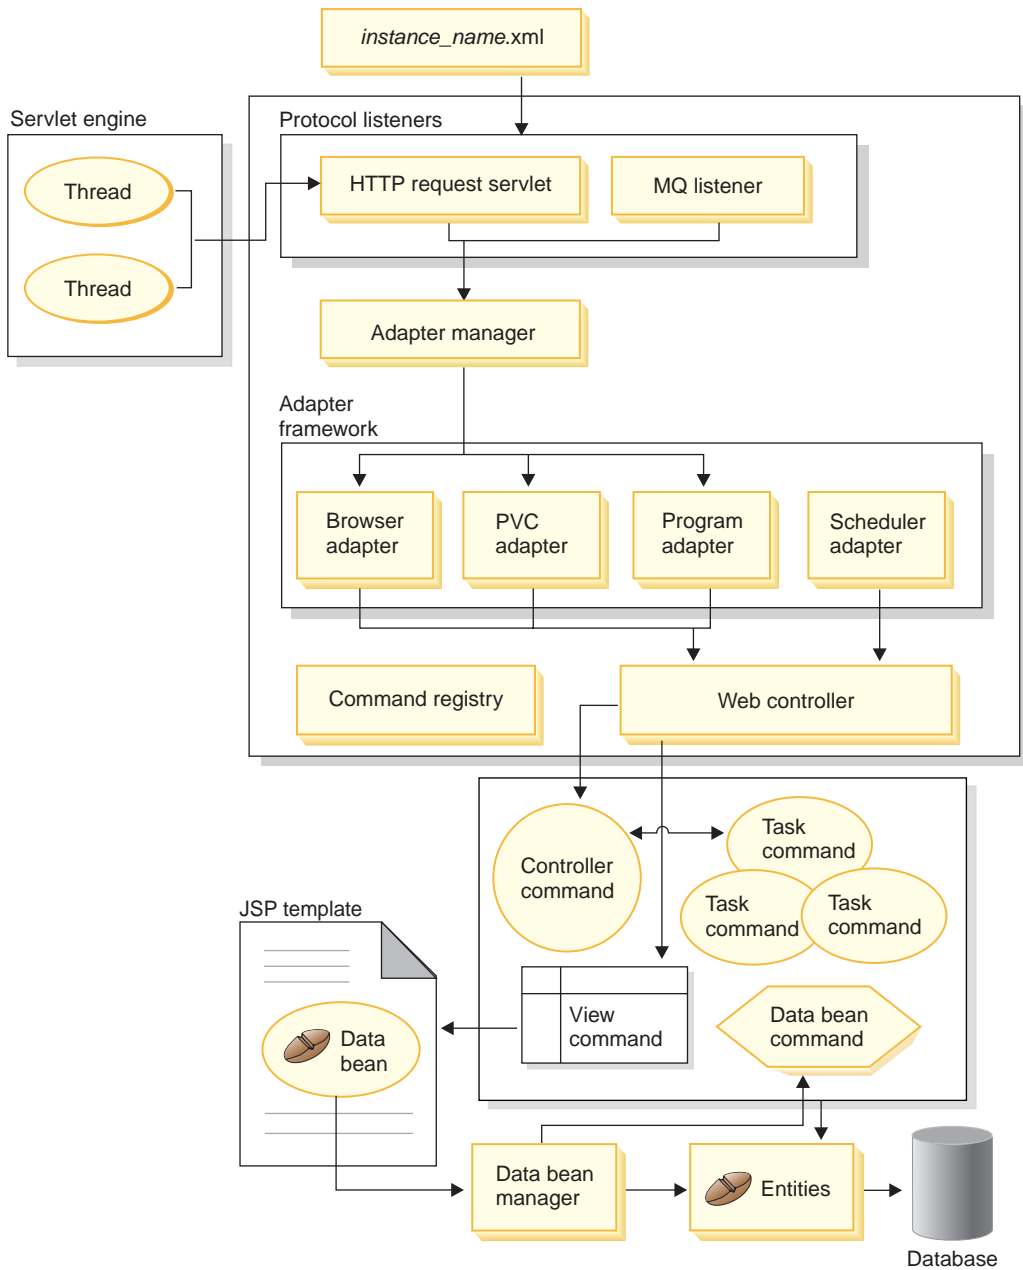 instance_name.xml
Servlet engine
Protocol listeners
Thread
HTTP request servlet
MQ listener
Thread
Adapter manager
Adapter
framework
Browser
adapter
PVC
adapter
Program
adapter
Scheduler
adapter
Command registry
Web controller
Controller
command
Task
command
Task
command
Task
command
JSP template
View
command
Data bean
command
Data
bean
Data bean
manager
Entities
Database